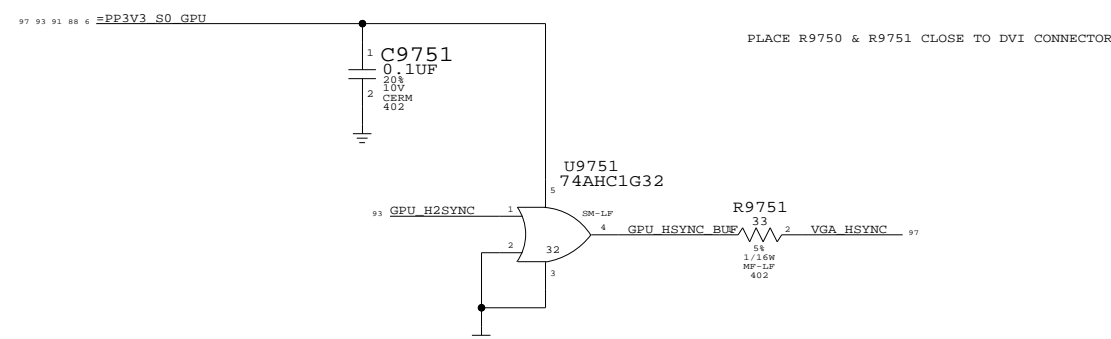 97 93 91 88 6 =PP3V3_S0_GPU
PLACE R9750 & R9751 CLOSE TO DVI CONNECTOR
1
C9751
0.1UF
20%
10V
2
CERM
402
U9751
74AHC1G32
5
93 GPU_H2SYNC
1
SM-LF
4
2
32
3
GPU_HSYNC_BUF
R9751
33
2
VGA_HSYNC 97
5%
1/16W
MF-LF
402